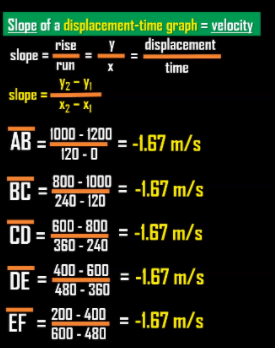 Slope of a displacement-time graph = velocity
slope = rise / run = y / x = displacement / time
slope = y₂ - y₁ / x₂ - x₁
AB = 1000 - 1200 / 120 - 0 = -1.67 m/s
BC = 800 - 1000 / 240 - 120 = -1.67 m/s
CD = 600 - 800 / 360 - 240 = -1.67 m/s
DE = 400 - 600 / 480 - 360 = -1.67 m/s
EF = 200 - 400 / 600 - 480 = -1.67 m/s